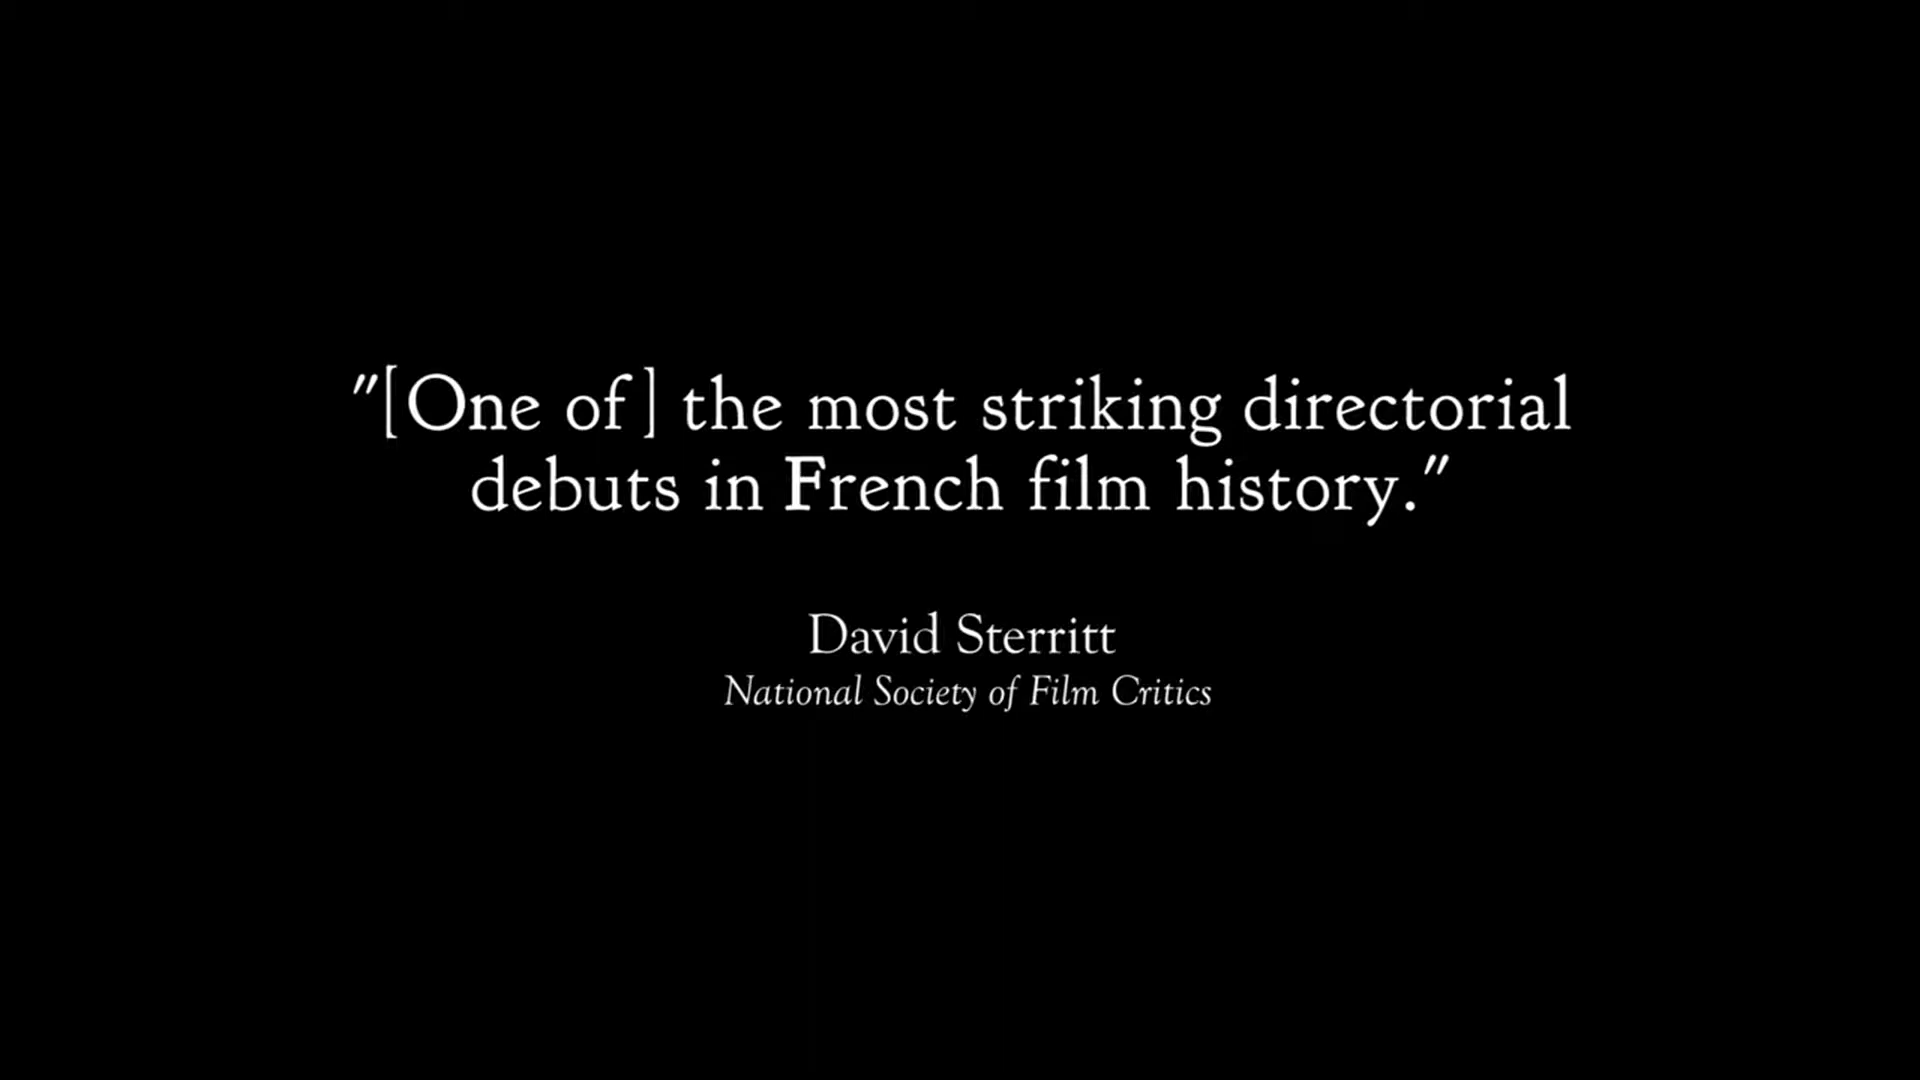 "[One of] the most striking directorial
debuts in French film history."
David Sterritt
National Society of Film Critics